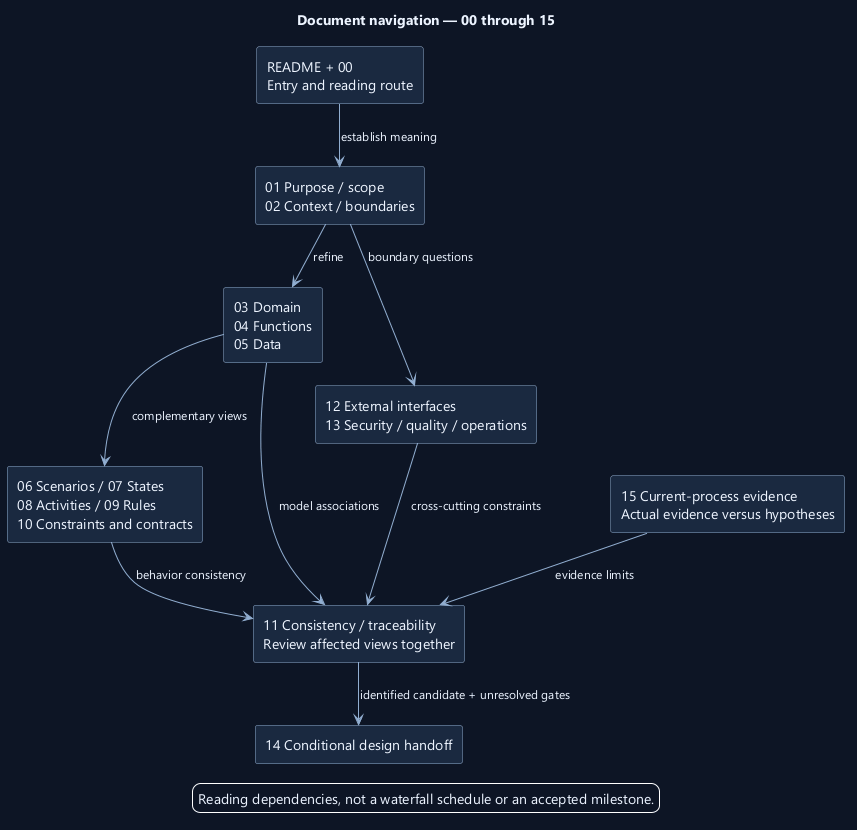 Document navigation — 00 through 15
README + 00
Entry and reading route
establish meaning
01 Purpose / scope
02 Context / boundaries
refine
boundary questions
03 Domain
04 Functions
05 Data
12 External interfaces
13 Security / quality / operations
complementary views
06 Scenarios / 07 States
08 Activities / 09 Rules
10 Constraints and contracts
model associations
cross-cutting constraints
15 Current-process evidence
Actual evidence versus hypotheses
behavior consistency
evidence limits
11 Consistency / traceability
Review affected views together
identified candidate + unresolved gates
14 Conditional design handoff
Reading dependencies, not a waterfall schedule or an accepted milestone.